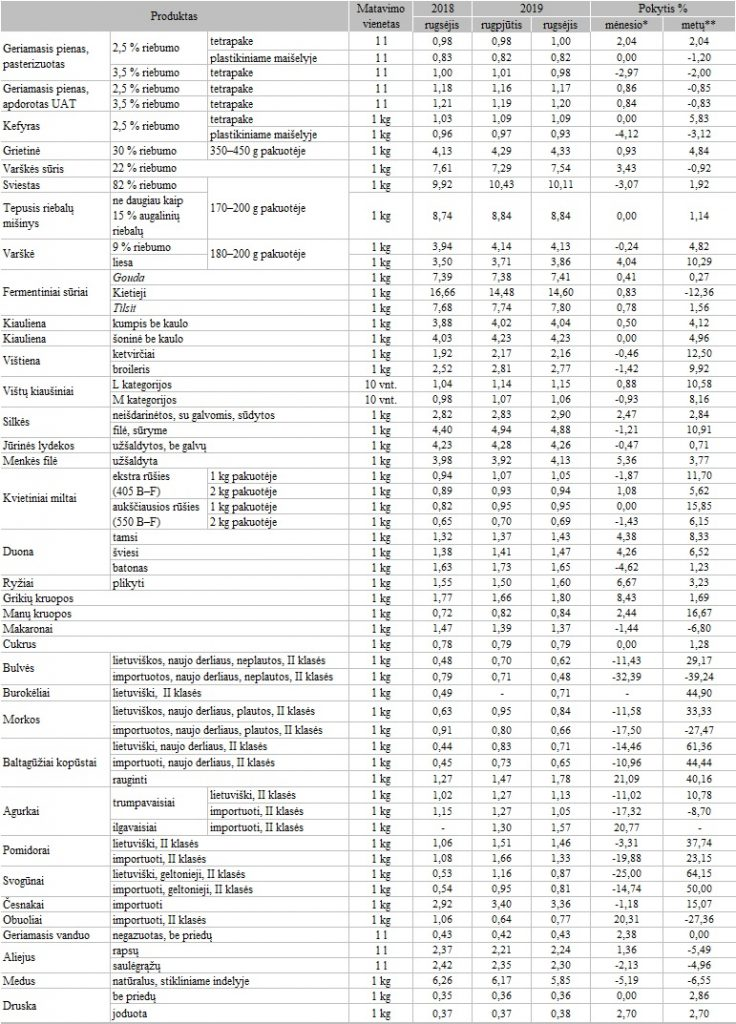 Produktas Matavimo vienetas 2018 2019 Pokytis %
rugsėjis rugpjūtis rugsėjis mėnesio* metų**
Geriamasis pienas, pasterizuotas 2,5 % riebumo tetrapake 1 l 0,98 0,98 1,00 2,04 2,04
plastikiniame maišelyje 1 l 0,83 0,82 0,82 0,00 -1,20
3,5 % riebumo tetrapake 1 l 1,00 1,01 0,98 -2,97 -2,00
Geriamasis pienas, apdorotas UAT 2,5 % riebumo tetrapake 1 l 1,18 1,16 1,17 0,86 -0,85
3,5 % riebumo tetrapake 1 l 1,21 1,19 1,20 0,84 -0,83
Kefyras 2,5 % riebumo tetrapake 1 kg 1,03 1,09 1,09 0,00 5,83
plastikiniame maišelyje 1 kg 0,96 0,97 0,93 -4,12 -3,12
Grietinė 30 % riebumo 350–450 g pakuotėje 1 kg 4,13 4,29 4,33 0,93 4,84
Varškės sūris 22 % riebumo 1 kg 7,61 7,29 7,54 3,43 -0,92
Sviestas 82 % riebumo 170–200 g pakuotėje 1 kg 9,92 10,43 10,11 -3,07 1,92
Tepusis riebalų mišinys ne daugiau kaip 15 % augalinių riebalų 1 kg 8,74 8,84 8,84 0,00 1,14
Varškė 9 % riebumo 180–200 g pakuotėje 1 kg 3,94 4,14 4,13 -0,24 4,82
liesa 1 kg 3,50 3,71 3,86 4,04 10,29
Fermentiniai sūriai Gouda 1 kg 7,39 7,38 7,41 0,41 0,27
Kietieji 1 kg 16,66 14,48 14,60 0,83 -12,36
Tilsit 1 kg 7,68 7,74 7,80 0,78 1,56
Kiauliena kumpis be kaulo 1 kg 3,88 4,02 4,04 0,50 4,12
Kiauliena šoninė be kaulo 1 kg 4,03 4,23 4,23 0,00 4,96
Vištiena ketvirčiai 1 kg 1,92 2,17 2,16 -0,46 12,50
broileris 1 kg 2,52 2,81 2,77 -1,42 9,92
Vištų kiaušiniai L kategorijos 10 vnt. 1,04 1,14 1,15 0,88 10,58
M kategorijos 10 vnt. 0,98 1,07 1,06 -0,93 8,16
Silkės neišdarinėtos, su galvomis, sūdytos 1 kg 2,82 2,83 2,90 2,47 2,84
filė, sūryme 1 kg 4,40 4,94 4,88 -1,21 10,91
Jūrinės lydekos užšaldytos, be galvų 1 kg 4,23 4,28 4,26 -0,47 0,71
Menkės filė užšaldyta 1 kg 3,98 3,92 4,13 5,36 3,77
Kvietiniai miltai ekstra rūšies (405 B–F) 1 kg pakuotėje 1 kg 0,94 1,07 1,05 -1,87 11,70
2 kg pakuotėje 1 kg 0,89 0,93 0,94 1,08 5,62
aukščiausios rūšies (550 B–F) 1 kg pakuotėje 1 kg 0,82 0,95 0,95 0,00 15,85
2 kg pakuotėje 1 kg 0,65 0,70 0,69 -1,43 6,15
Duona tamsi 1 kg 1,32 1,37 1,43 4,38 8,33
šviesi 1 kg 1,38 1,41 1,47 4,26 6,52
batonas 1 kg 1,63 1,73 1,65 -4,62 1,23
Ryžiai plikyti 1 kg 1,55 1,50 1,60 6,67 3,23
Grikių kruopos 1 kg 1,77 1,66 1,80 8,43 1,69
Manų kruopos 1 kg 0,72 0,82 0,84 2,44 16,67
Makaronai 1 kg 1,47 1,39 1,37 -1,44 -6,80
Cukrus 1 kg 0,78 0,79 0,79 0,00 1,28
Bulvės lietuviškos, naujo derliaus, neplautos, II klasės 1 kg 0,48 0,70 0,62 -11,43 29,17
importuotos, naujo derliaus, neplautos, II klasės 1 kg 0,79 0,71 0,48 -32,39 -39,24
Burokėliai lietuviški, II klasės 1 kg 0,49 - 0,71 - 44,90
Morkos lietuviškos, naujo derliaus, plautos, II klasės 1 kg 0,63 0,95 0,84 -11,58 33,33
importuotos, naujo derliaus, plautos, II klasės 1 kg 0,91 0,80 0,66 -17,50 -27,47
Baltagūžiai kopūstai lietuviški, naujo derliaus, II klasės 1 kg 0,44 0,83 0,71 -14,46 61,36
importuoti, naujo derliaus, II klasės 1 kg 0,45 0,73 0,65 -10,96 44,44
rauginti 1 kg 1,27 1,47 1,78 21,09 40,16
Agurkai trumpavaisiai lietuviški, II klasės 1 kg 1,02 1,27 1,13 -11,02 10,78
importuoti, II klasės 1 kg 1,15 1,27 1,05 -17,32 -8,70
ilgavaisiai importuoti, II klasės 1 kg - 1,30 1,57 20,77 -
Pomidorai lietuviški, II klasės 1 kg 1,06 1,51 1,46 -3,31 37,74
importuoti, II klasės 1 kg 1,08 1,66 1,33 -19,88 23,15
Svogūnai lietuviški, geltonieji, II klasės 1 kg 0,53 1,16 0,87 -25,00 64,15
importuoti, geltonieji, II klasės 1 kg 0,54 0,95 0,81 -14,74 50,00
Česnakai importuoti 1 kg 2,92 3,40 3,36 -1,18 15,07
Obuoliai importuoti, II klasės 1 kg 1,06 0,64 0,77 20,31 -27,36
Geriamasis vanduo negazuotas, be priedų 1 l 0,43 0,42 0,43 2,38 0,00
Aliejus rapsų 1 l 2,37 2,21 2,24 1,36 -5,49
saulėgrąžų 1 l 2,42 2,35 2,30 -2,13 -4,96
Medus natūralus, stikliniame indelyje 1 kg 6,26 6,17 5,85 -5,19 -6,55
Druska be priedų 1 kg 0,35 0,36 0,36 0,00 2,86
joduota 1 kg 0,37 0,37 0,38 2,70 2,70